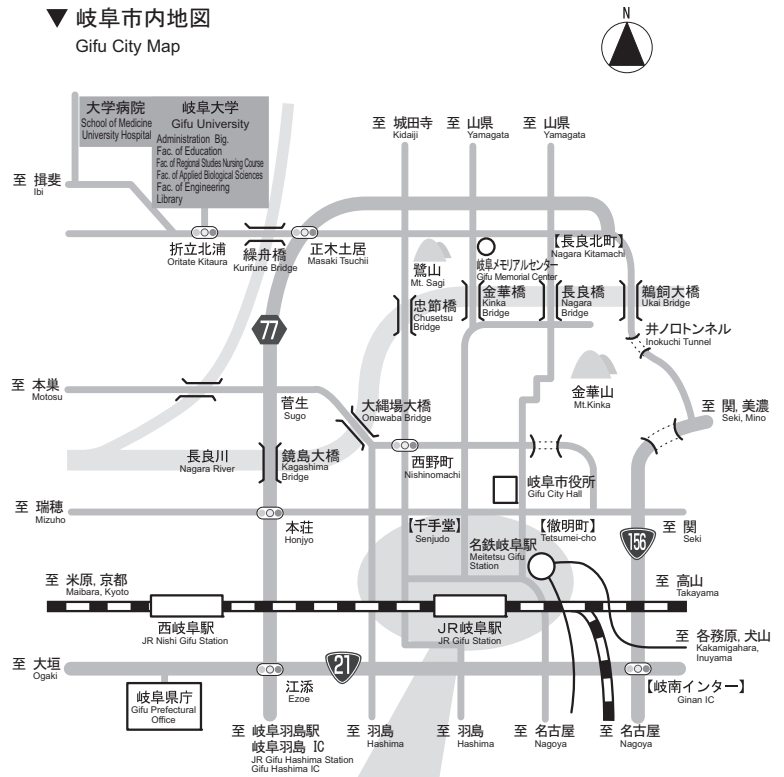 ▼ 岐阜市内地図
Gifu City Map
N
大学病院
School of Medicine
University Hospital
岐阜大学
Gifu University
Administration Big.
Fac. of Education
Fac. of Regional Studies Nursing Course
Fac. of Applied Biological Sciences
Fac. of Engineering
Library
至 城田寺
Kidaiji
至 山県
Yamagata
至 山県
Yamagata
至 揖斐
Ibi
折立北浦
Oritate Kitaura
繰舟橋
Kurifune Bridge
正木土居
Masaki Tsuchii
【長良北町】
Nagara Kitamachi
鷺山
Mt. Sagi
岐阜メモリアルセンター
Gifu Memorial Center
忠節橋
Chusetsu
Bridge
金華橋
Kinka
Bridge
長良橋
Nagara
Bridge
鵜飼大橋
Ukai Bridge
77
井ノ口トンネル
Inokuchi Tunnel
至 本巣
Motosu
菅生
Sugo
大縄場大橋
Onawaba Bridge
金華山
Mt.Kinka
至 関, 美濃
Seki, Mino
長良川
Nagara River
鏡島大橋
Kagashima
Bridge
西野町
Nishinomachi
岐阜市役所
Gifu City Hall
至 瑞穂
Mizuho
本荘
Honjyo
【千手堂】
Senjudo
【徹明町】
Tetsumei-cho
156
至 関
Seki
名鉄岐阜駅
Meitetsu Gifu
Station
至 米原, 京都
Maibara, Kyoto
至 高山
Takayama
西岐阜駅
JR Nishi Gifu Station
JR岐阜駅
JR Gifu Station
至 各務原, 犬山
Kakamigahara,
Inuyama
至 大垣
Ogaki
岐阜県庁
Gifu Prefectural
Office
江添
Ezoe
21
【岐南インター】
Ginan IC
至 岐阜羽島駅
岐阜羽島 IC
JR Gifu Hashima Station
Gifu Hashima IC
至 羽島
Hashima
至 羽島
Hashima
至 名古屋
Nagoya
至 名古屋
Nagoya